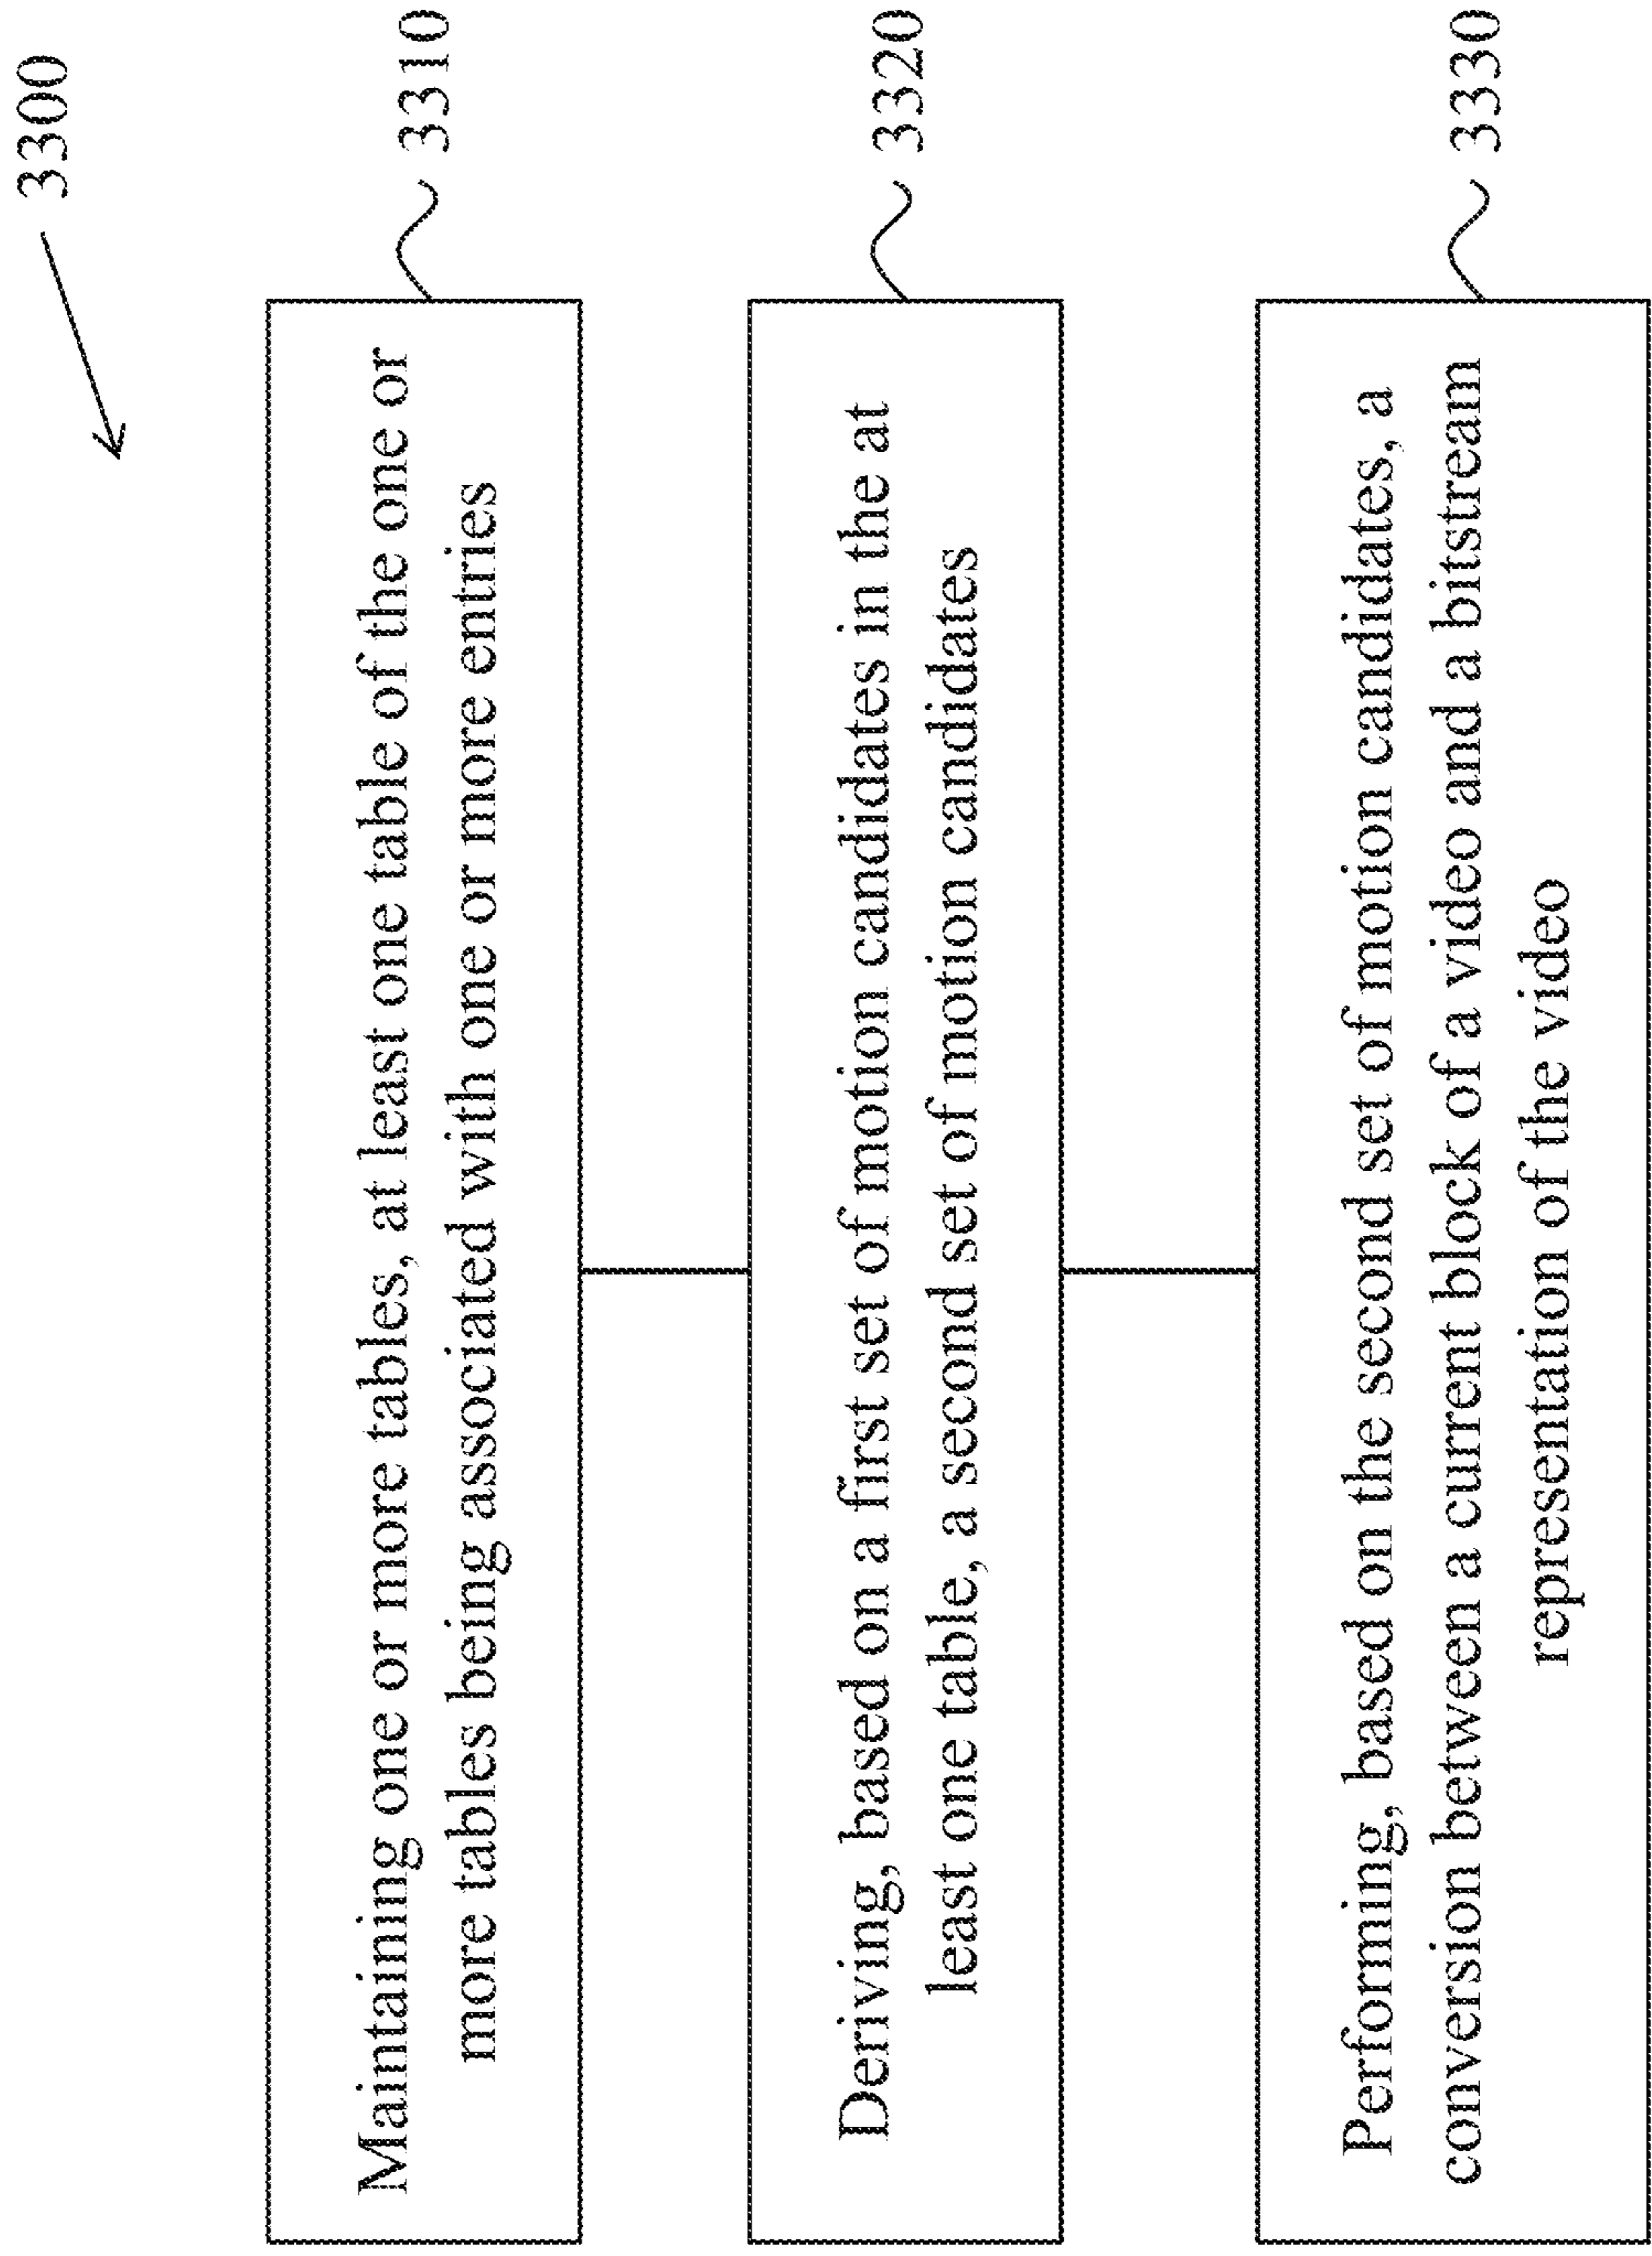 3300
Maintaining one or more tables, at least one table of the one or
more tables being associated with one or more entries
3310
Deriving, based on a first set of motion candidates in the at
least one table, a second set of motion candidates
3320
Performing, based on the second set of motion candidates, a
conversion between a current block of a video and a bitstream
representation of the video
3330